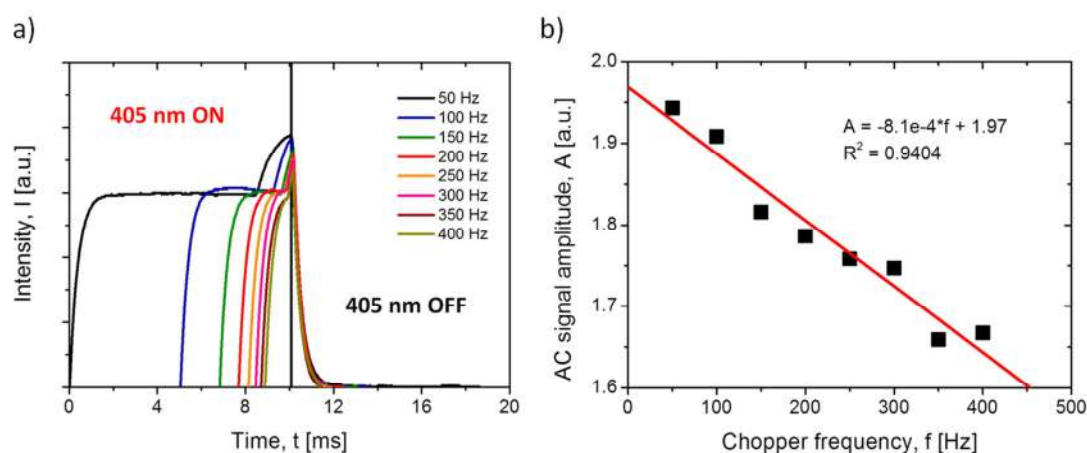 a)
405 nm ON
50 Hz
100 Hz
150 Hz
200 Hz
250 Hz
300 Hz
350 Hz
400 Hz
405 nm OFF
Intensity, I [a.u.]
0 4 8 12 16 20
Time, t [ms]
b)
2.0
1.9
1.8
1.7
1.6
A = -8.1e-4*f + 1.97
R² = 0.9404
AC signal amplitude, A [a.u.]
0 100 200 300 400 500
Chopper frequency, f [Hz]